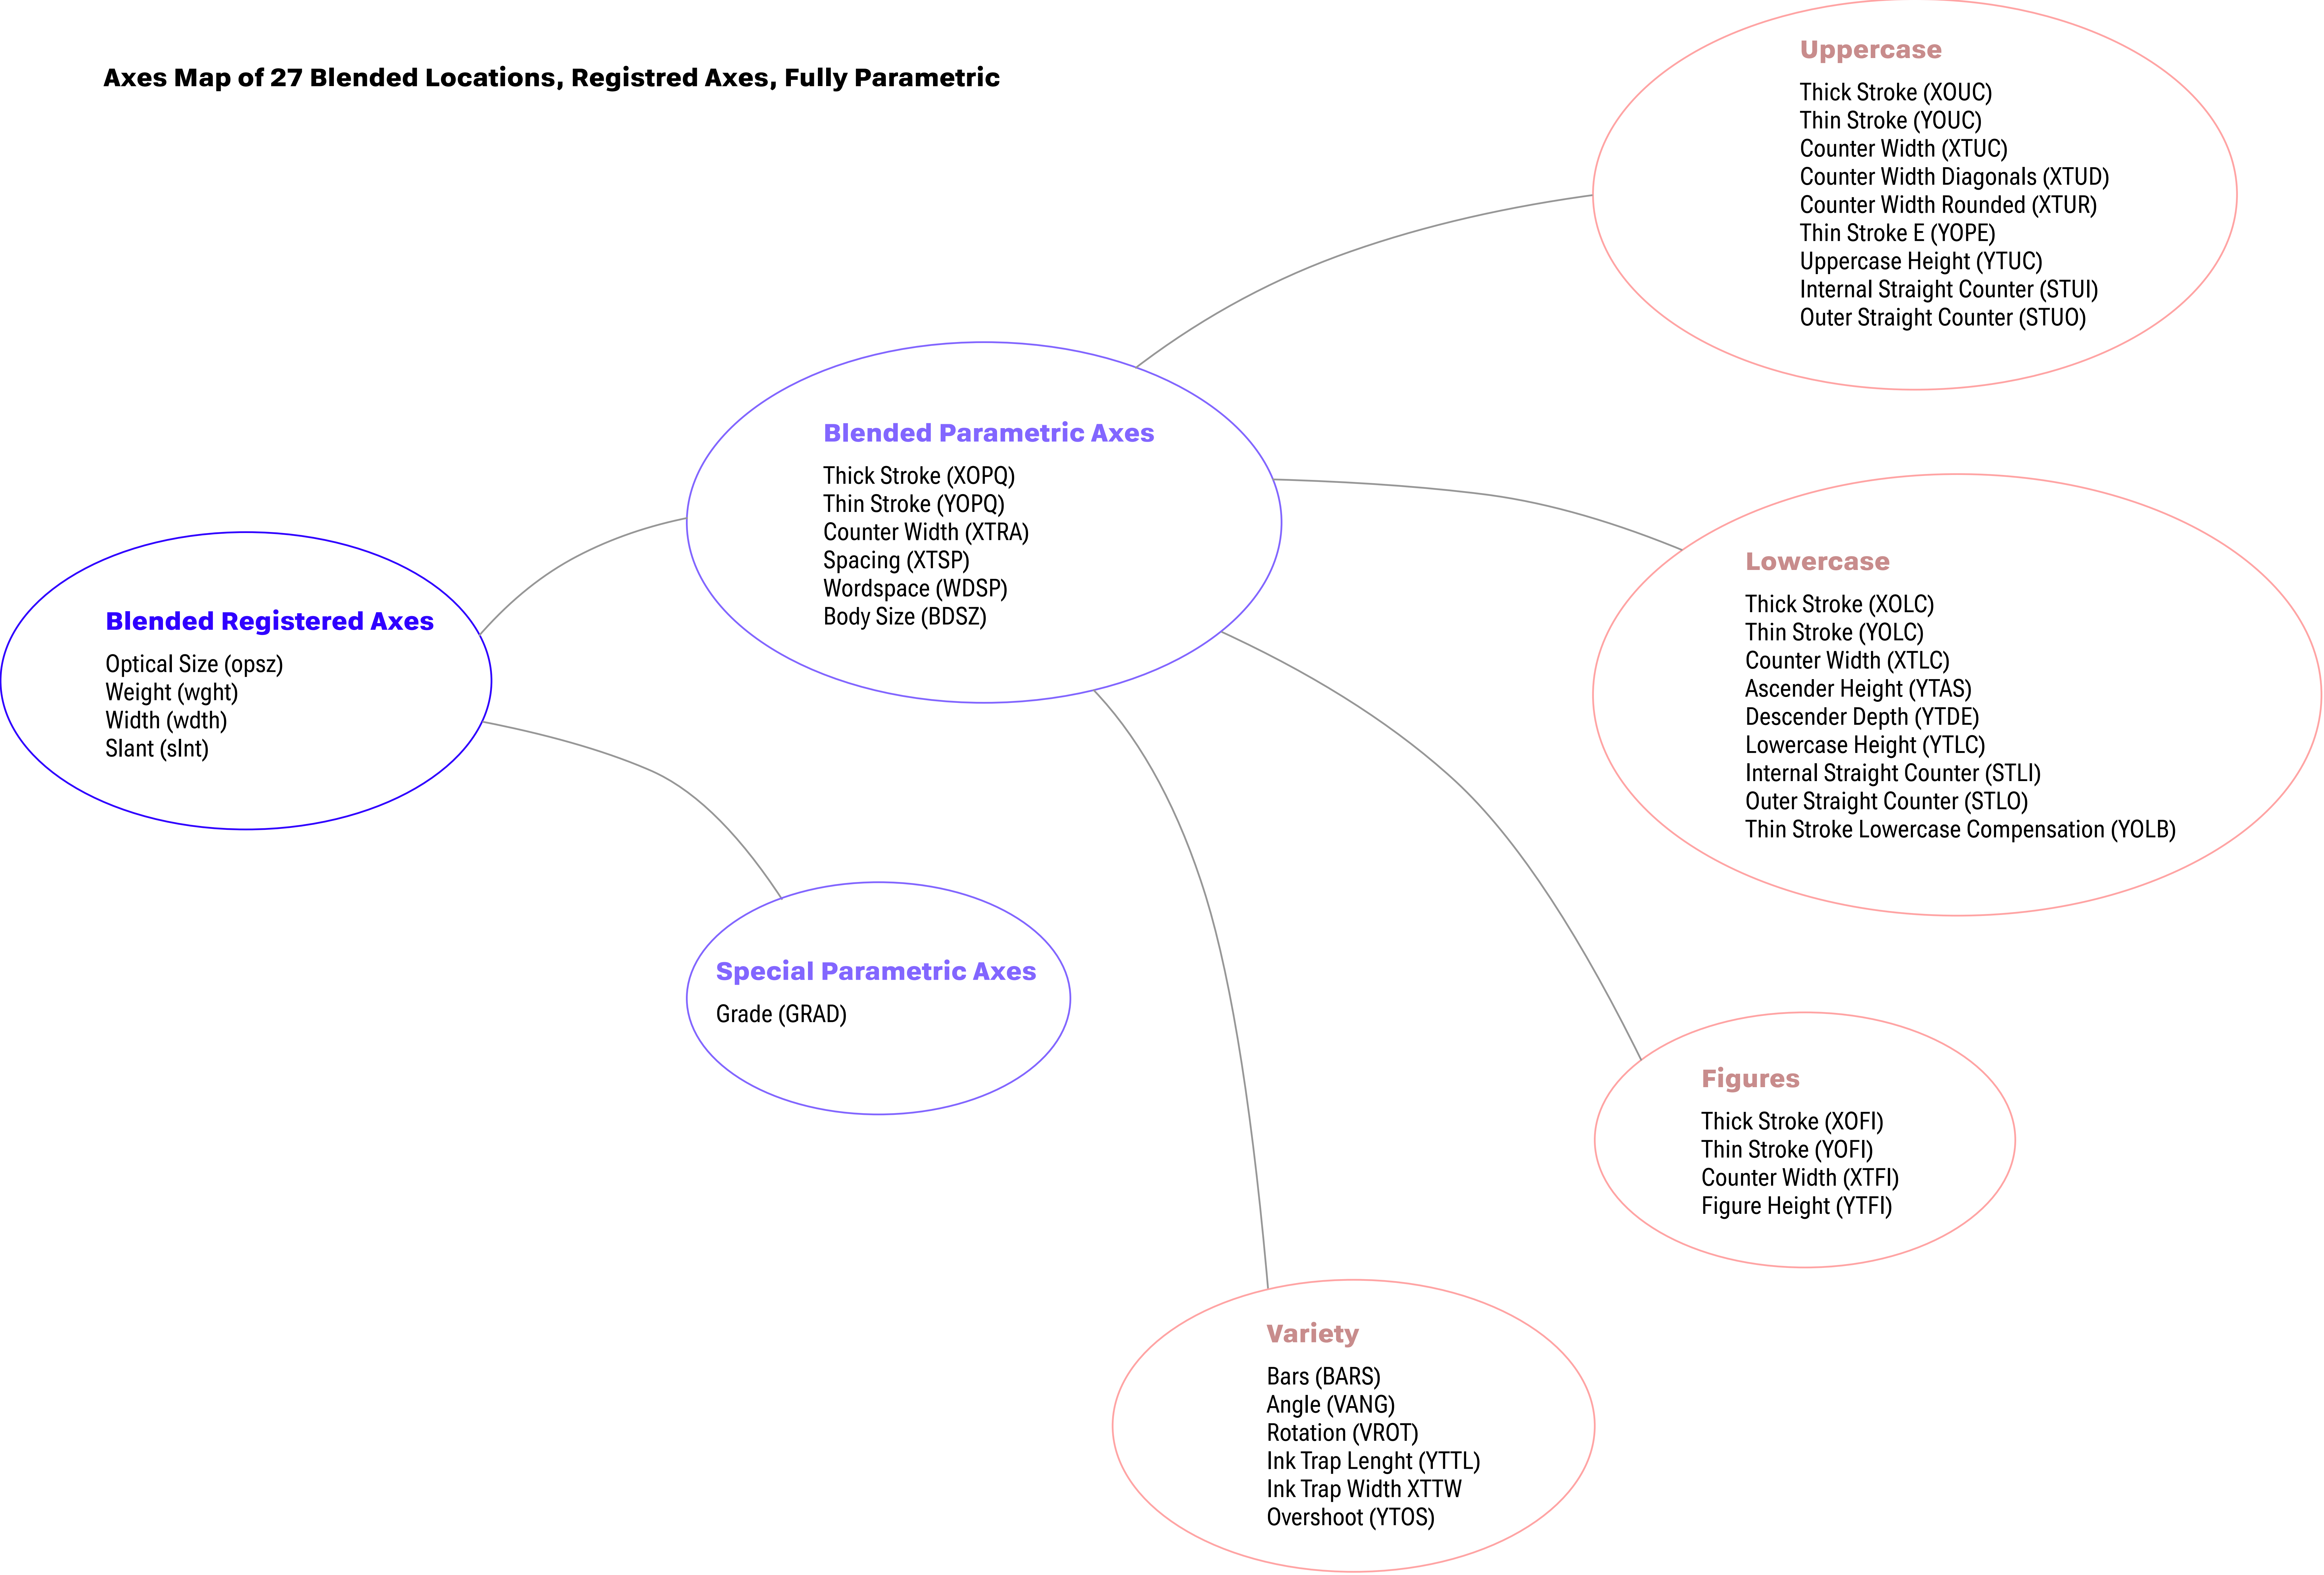 Axes Map of 27 Blended Locations, Registred Axes, Fully Parametric
Blended Registered Axes
Optical Size (opsz)
Weight (wght)
Width (wdth)
Slant (slnt)
Blended Parametric Axes
Thick Stroke (XOPQ)
Thin Stroke (YOPQ)
Counter Width (XTRA)
Spacing (XTSP)
Wordspace (WDSP)
Body Size (BDSZ)
Special Parametric Axes
Grade (GRAD)
Uppercase
Thick Stroke (XOUC)
Thin Stroke (YOUC)
Counter Width (XTUC)
Counter Width Diagonals (XTUD)
Counter Width Rounded (XTUR)
Thin Stroke E (YOPE)
Uppercase Height (YTUC)
Internal Straight Counter (STUI)
Outer Straight Counter (STUO)
Lowercase
Thick Stroke (XOLC)
Thin Stroke (YOLC)
Counter Width (XTLC)
Ascender Height (YTAS)
Descender Depth (YTDE)
Lowercase Height (YTLC)
Internal Straight Counter (STLI)
Outer Straight Counter (STLO)
Thin Stroke Lowercase Compensation (YOLB)
Figures
Thick Stroke (XOFI)
Thin Stroke (YOFI)
Counter Width (XTFI)
Figure Height (YTFI)
Variety
Bars (BARS)
Angle (VANG)
Rotation (VROT)
Ink Trap Lenght (YTTL)
Ink Trap Width XTTW
Overshoot (YTOS)